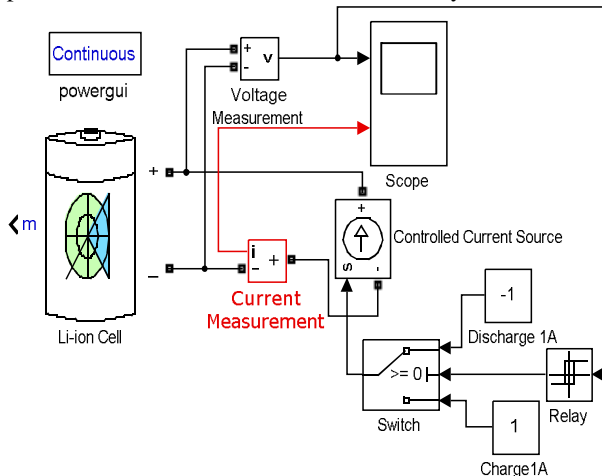 Continuous
powergui
+
-
v
Voltage
Measurement
Scope
+
m
−
Li-ion Cell
i
+
−
Current
Measurement
+
s
-
Controlled Current Source
-1
Discharge 1A
>= 0
Switch
Relay
1
Charge1A